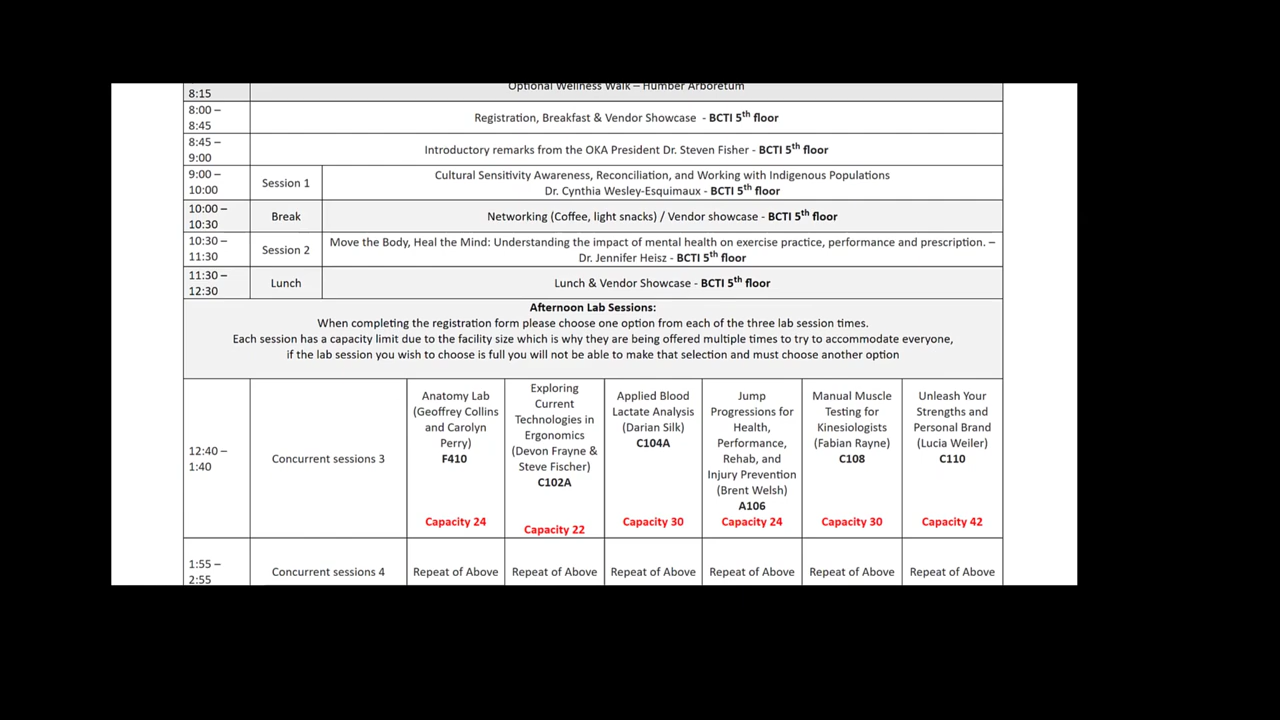 Optional Wellness Walk – Humber Arboretum
8:15
8:00 –
8:45
Registration, Breakfast & Vendor Showcase - BCTI 5th floor
8:45 –
9:00
Introductory remarks from the OKA President Dr. Steven Fisher - BCTI 5th floor
9:00 –
10:00
Session 1
Cultural Sensitivity Awareness, Reconciliation, and Working with Indigenous Populations
Dr. Cynthia Wesley-Esquimaux - BCTI 5th floor
10:00 –
10:30
Break
Networking (Coffee, light snacks) / Vendor showcase - BCTI 5th floor
10:30 –
11:30
Session 2
Move the Body, Heal the Mind: Understanding the impact of mental health on exercise practice, performance and prescription. –
Dr. Jennifer Heisz - BCTI 5th floor
11:30 –
12:30
Lunch
Lunch & Vendor Showcase - BCTI 5th floor
Afternoon Lab Sessions:
When completing the registration form please choose one option from each of the three lab session times.
Each session has a capacity limit due to the facility size which is why they are being offered multiple times to try to accommodate everyone,
if the lab session you wish to choose is full you will not be able to make that selection and must choose another option
12:40 –
1:40
Concurrent sessions 3
Anatomy Lab
(Geoffrey Collins
and Carolyn
Perry)
F410
Capacity 24
Exploring
Current
Technologies in
Ergonomics
(Devon Frayne &
Steve Fischer)
C102A
Capacity 22
Applied Blood
Lactate Analysis
(Darian Silk)
C104A
Capacity 30
Jump
Progressions for
Health,
Performance,
Rehab, and
Injury Prevention
(Brent Welsh)
A106
Capacity 24
Manual Muscle
Testing for
Kinesiologists
(Fabian Rayne)
C108
Capacity 30
Unleash Your
Strengths and
Personal Brand
(Lucia Weiler)
C110
Capacity 42
1:55 –
2:55
Concurrent sessions 4
Repeat of Above
Repeat of Above
Repeat of Above
Repeat of Above
Repeat of Above
Repeat of Above